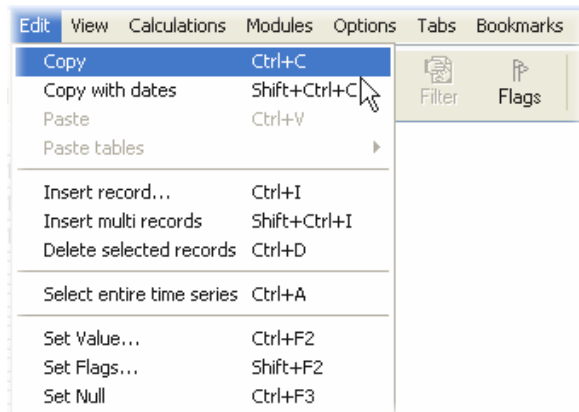 Edit View Calculations Modules Options Tabs Bookmarks
Copy Ctrl+C
Copy with dates Shift+Ctrl+C
Paste Ctrl+V
Paste tables
Filter Flags
Insert record... Ctrl+I
Insert multi records Shift+Ctrl+I
Delete selected records Ctrl+D
Select entire time series Ctrl+A
Set Value... Ctrl+F2
Set Flags... Shift+F2
Set Null Ctrl+F3